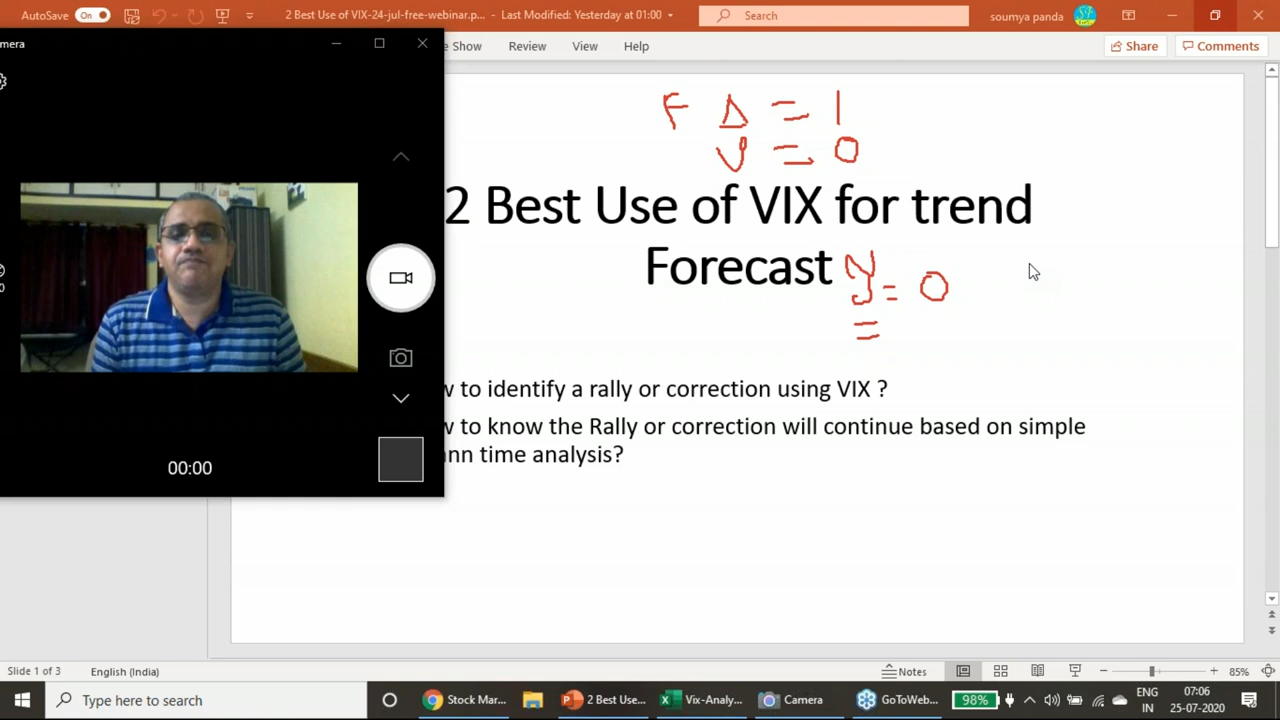 AutoSave On 2 Best Use of VIX-24-jul-free-webinar.p... - Last Modified: Yesterday at 01:00 Search soumya panda
mera
e Show Review View Help Share Comments
F Δ = 1
γ = 0
2 Best Use of VIX for trend
Forecast
γ = 0
=
w to identify a rally or correction using VIX ?
w to know the Rally or correction will continue based on simple
ann time analysis?
0
00:00
Slide 1 of 3 English (India) Notes 85%
Type here to search Stock Mar... 2 Best Use... Vix-Analy... Camera GoToWeb... 98% ENG 07:06
IN 25-07-2020